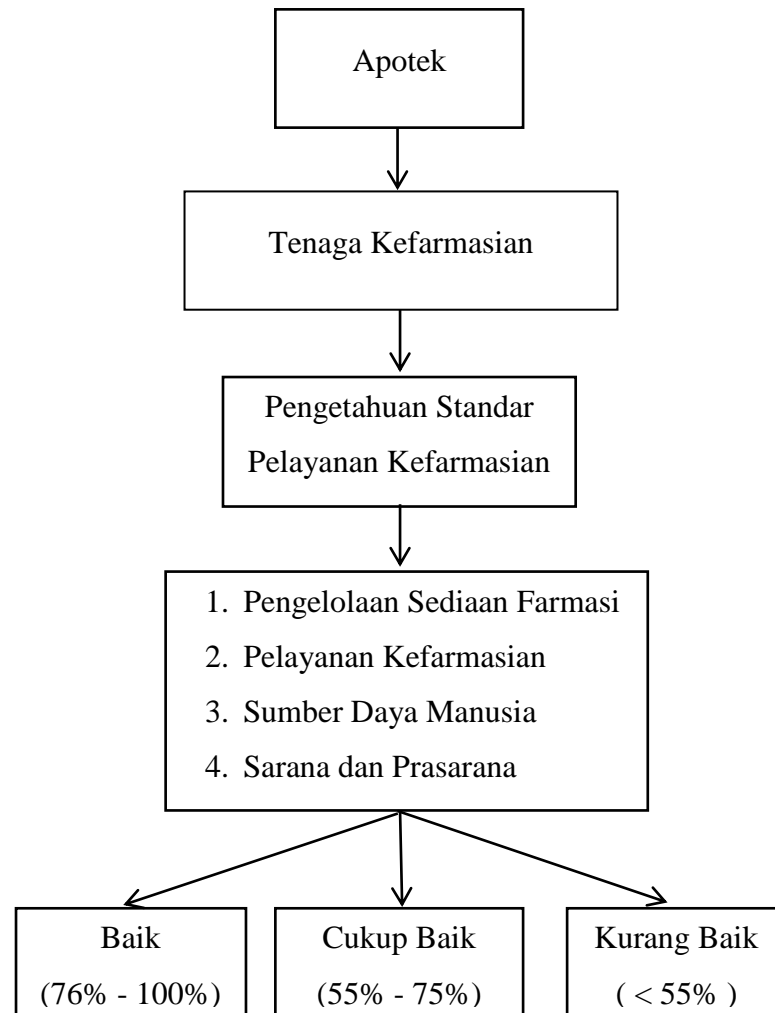 Apotek
Tenaga Kefarmasian
Pengetahuan Standar
Pelayanan Kefarmasian
1. Pengelolaan Sediaan Farmasi
2. Pelayanan Kefarmasian
3. Sumber Daya Manusia
4. Sarana dan Prasarana
Baik
(76% - 100%)
Cukup Baik
(55% - 75%)
Kurang Baik
( < 55% )